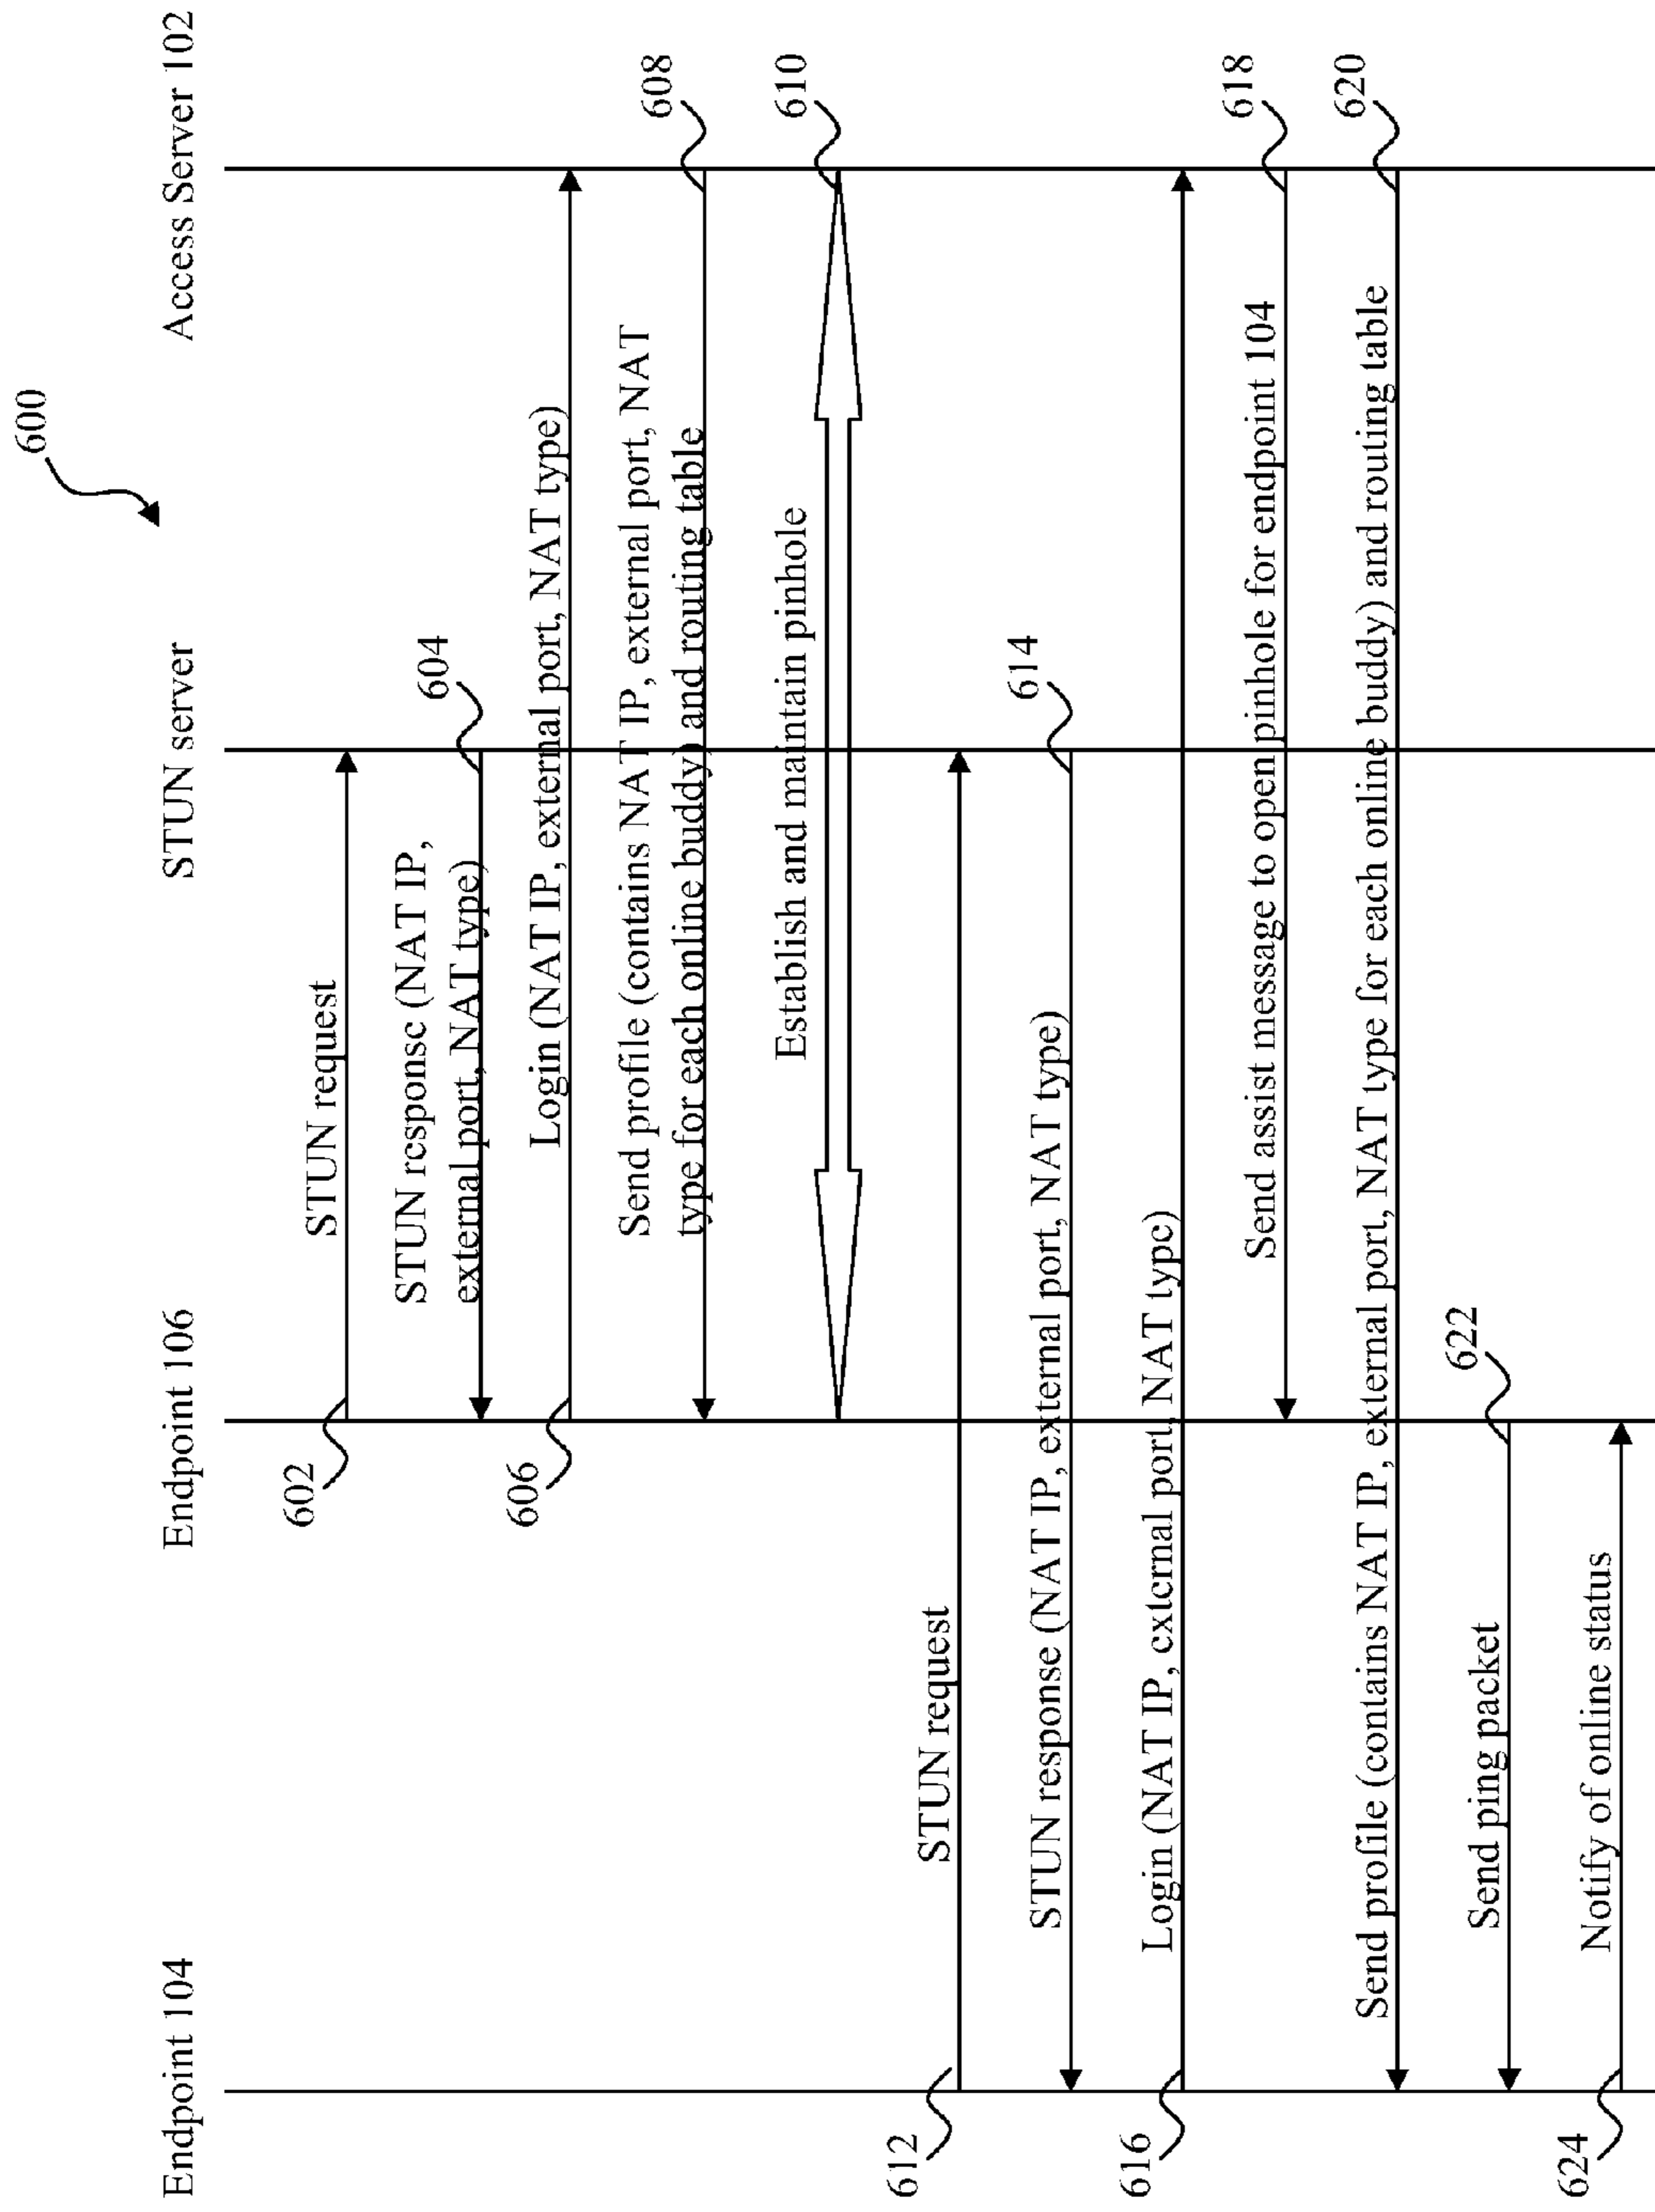 600
Endpoint 104
Endpoint 106
STUN server
Access Server 102
602
STUN request
STUN response (NAT IP,
external port, NAT type)
604
606
Login (NAT IP, external port, NAT type)
Send profile (contains NAT IP, external port, NAT
type for each online buddy) and routing table
608
Establish and maintain pinhole
610
612
STUN request
STUN response (NAT IP, external port, NAT type)
614
616
Login (NAT IP, external port, NAT type)
Send assist message to open pinhole for endpoint 104
618
Send profile (contains NAT IP, external port, NAT type for each online buddy) and routing table
620
Send ping packet
622
624
Notify of online status